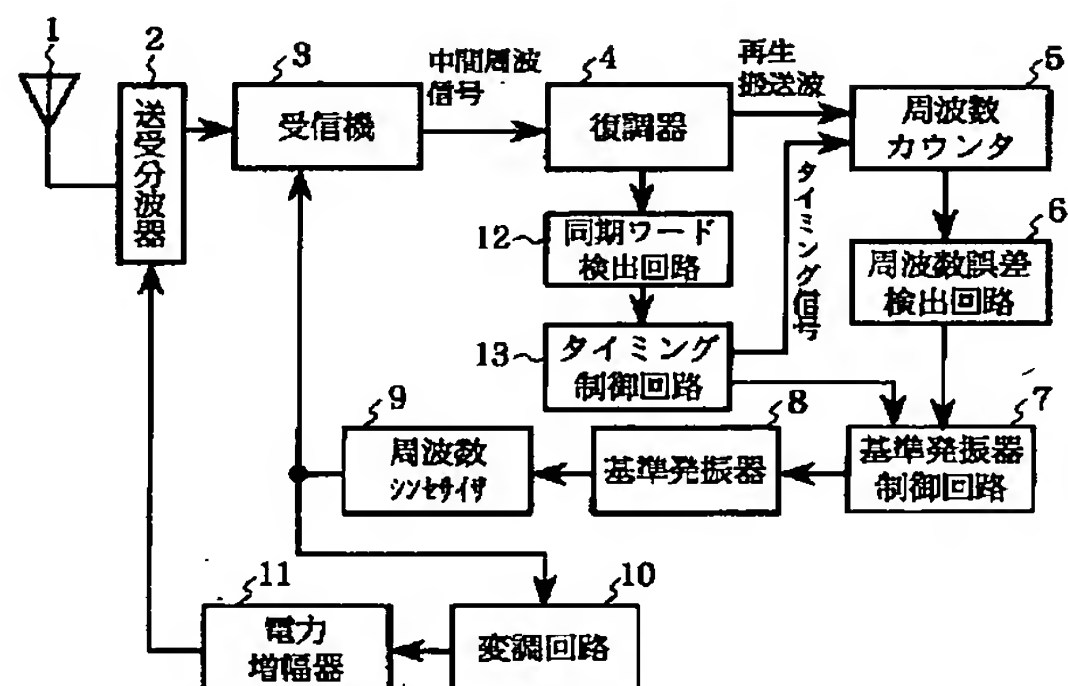 1
2
送受分波器
3
受信機
中間周波
信号
4
復調器
再生
搬送波
5
周波数
カウンタ
タイミング信号
12
同期ワード
検出回路
6
周波数誤差
検出回路
13
タイミング
制御回路
9
周波数
シンセサイザ
8
基準発振器
7
基準発振器
制御回路
11
電力
増幅器
10
変調回路